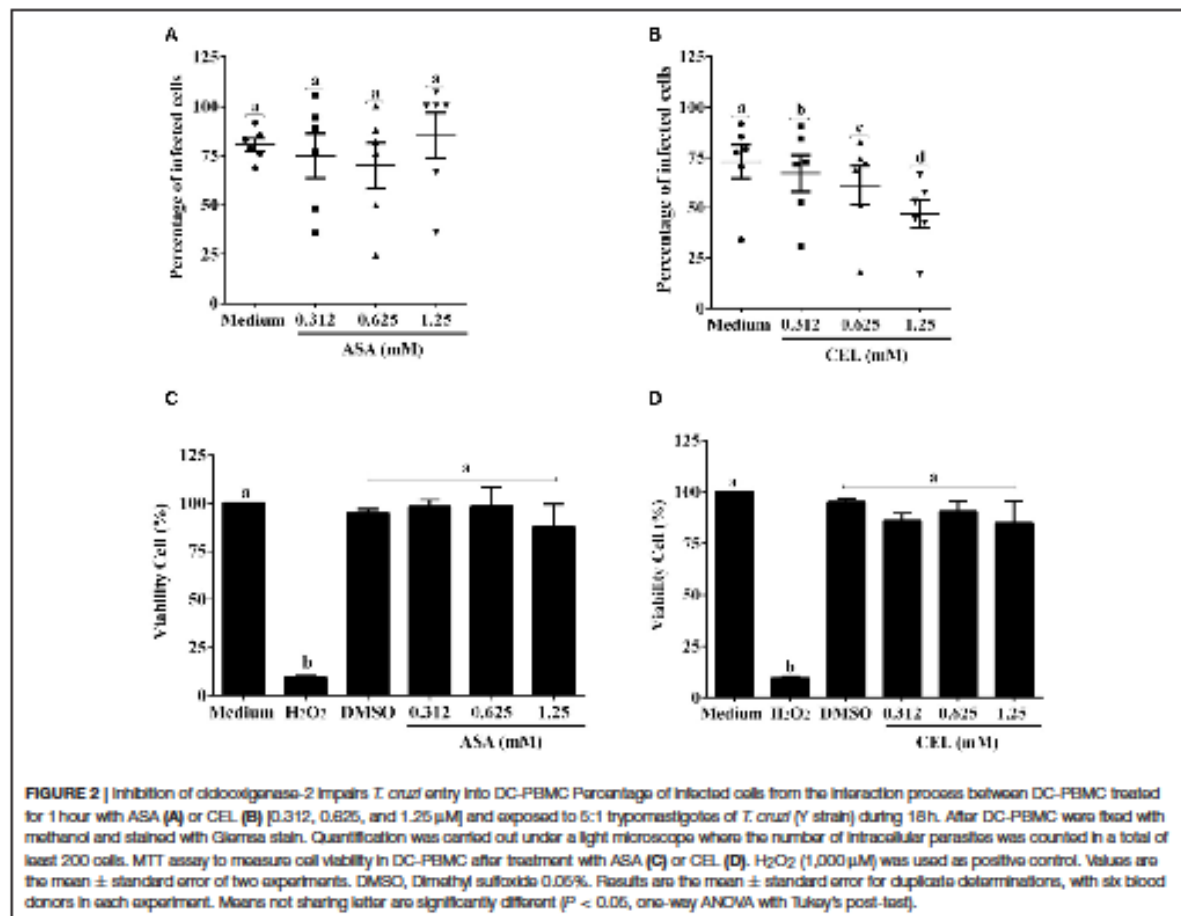 A
B
125
100
75
50
25
0
Percentage of infected cells
a
a
a
a
Medium 0.312 0.625 1.25
ASA (mM)
125
100
75
50
25
0
Percentage of infected cells
a
b
c
d
Medium 0.312 0.625 1.25
CEL (mM)
C
D
125
100
75
50
25
0
Viability Cell (%)
a
b
a
Medium H₂O₂ DMSO 0.312 0.625 1.25
ASA (mM)
125
100
75
50
25
0
Viability Cell (%)
a
b
a
Medium H₂O₂ DMSO 0.312 0.625 1.25
CEL (mM)
FIGURE 2 | Inhibition of ciclooxigenase-2 impairs T. cruzi entry into DC-PBMC Percentage of infected cells from the interaction process between DC-PBMC treated
for 1 hour with ASA (A) or CEL (B) [0.312, 0.625, and 1.25 μM] and exposed to 5:1 trypomastigotes of T. cruzi (Y strain) during 18 h. After DC-PBMC were fixed with
methanol and stained with Giemsa stain. Quantification was carried out under a light microscope where the number of intracellular parasites was counted in a total of
least 200 cells. MTT assay to measure cell viability in DC-PBMC after treatment with ASA (C) or CEL (D). H₂O₂ (1,000 μM) was used as positive control. Values are
the mean ± standard error of two experiments. DMSO, Dimethyl sulfoxide 0.05%. Results are the mean ± standard error for duplicate determinations, with six blood
donors in each experiment. Means not sharing letter are significantly different (P < 0.05, one-way ANOVA with Tukey's post-test).